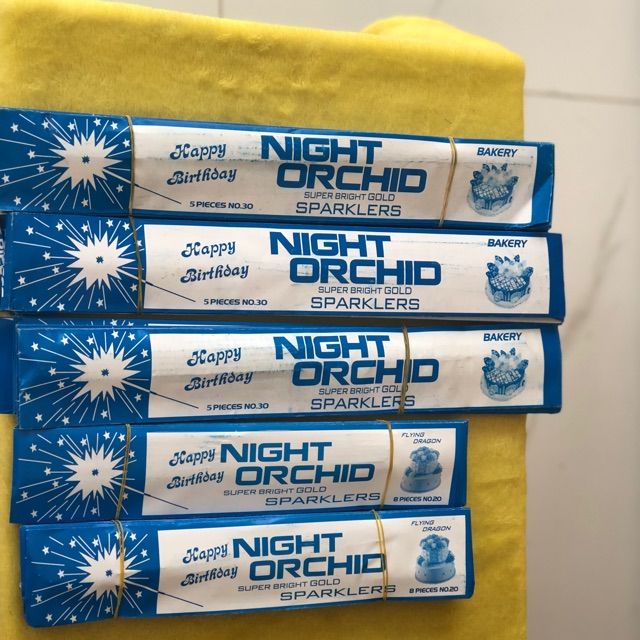 Happy
Birthday
NIGHT
ORCHID
SUPER BRIGHT GOLD
SPARKLERS
5 PIECES NO.30
BAKERY
Happy
Birthday
NIGHT
ORCHID
SUPER BRIGHT GOLD
SPARKLERS
5 PIECES NO.30
BAKERY
Happy
Birthday
NIGHT
ORCHID
SUPER BRIGHT GOLD
SPARKLERS
5 PIECES NO.30
BAKERY
Happy
Birthday
NIGHT
ORCHID
SUPER BRIGHT GOLD
SPARKLERS
FLYING
DRAGON
8 PIECES NO.20
Happy
Birthday
NIGHT
ORCHID
SUPER BRIGHT GOLD
SPARKLERS
FLYING
DRAGON
8 PIECES NO.20